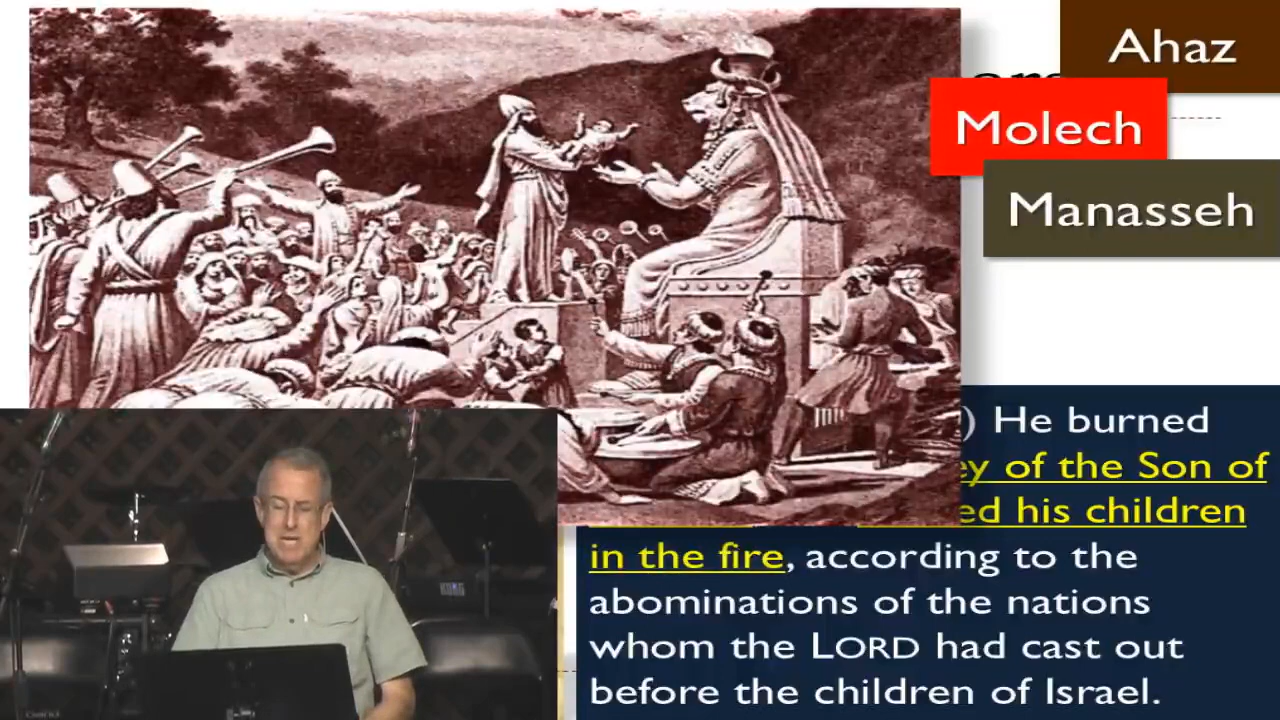 Ahaz
Molech
Manasseh
) He burned
ey of the Son of
ed his children
in the fire, according to the
abominations of the nations
whom the LORD had cast out
before the children of Israel.